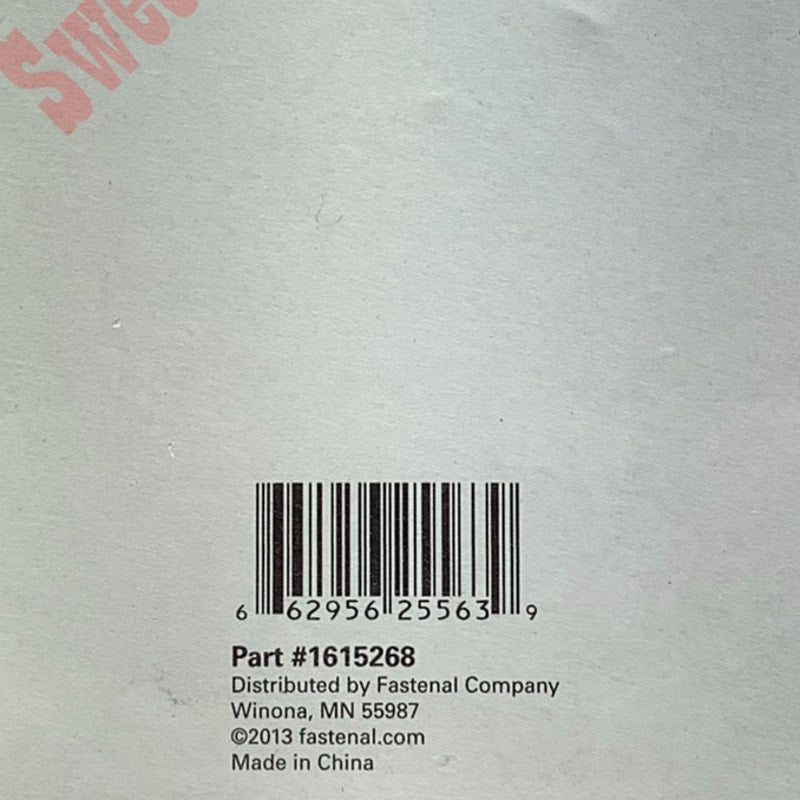 Swee
6 62956 25563 9
Part #1615268
Distributed by Fastenal Company
Winona, MN 55987
©2013 fastenal.com
Made in China